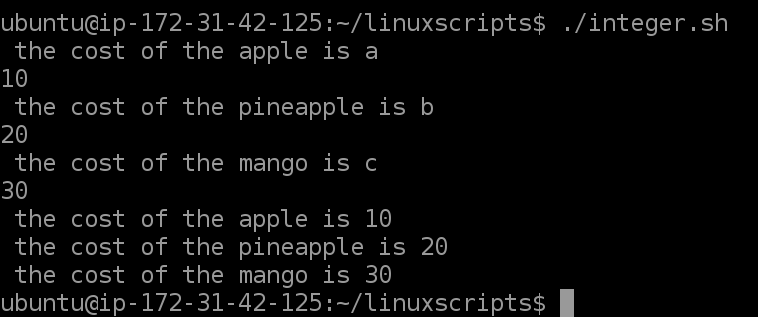 ubuntu@ip-172-31-42-125:~/linuxscripts$ ./integer.sh
the cost of the apple is a
10
the cost of the pineapple is b
20
the cost of the mango is c
30
the cost of the apple is 10
the cost of the pineapple is 20
the cost of the mango is 30
ubuntu@ip-172-31-42-125:~/linuxscripts$